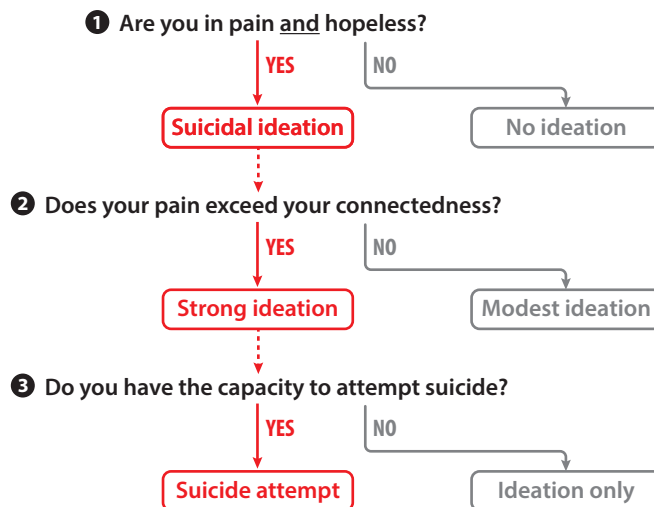 1 Are you in pain and hopeless?
YES NO
Suicidal ideation No ideation
2 Does your pain exceed your connectedness?
YES NO
Strong ideation Modest ideation
3 Do you have the capacity to attempt suicide?
YES NO
Suicide attempt Ideation only